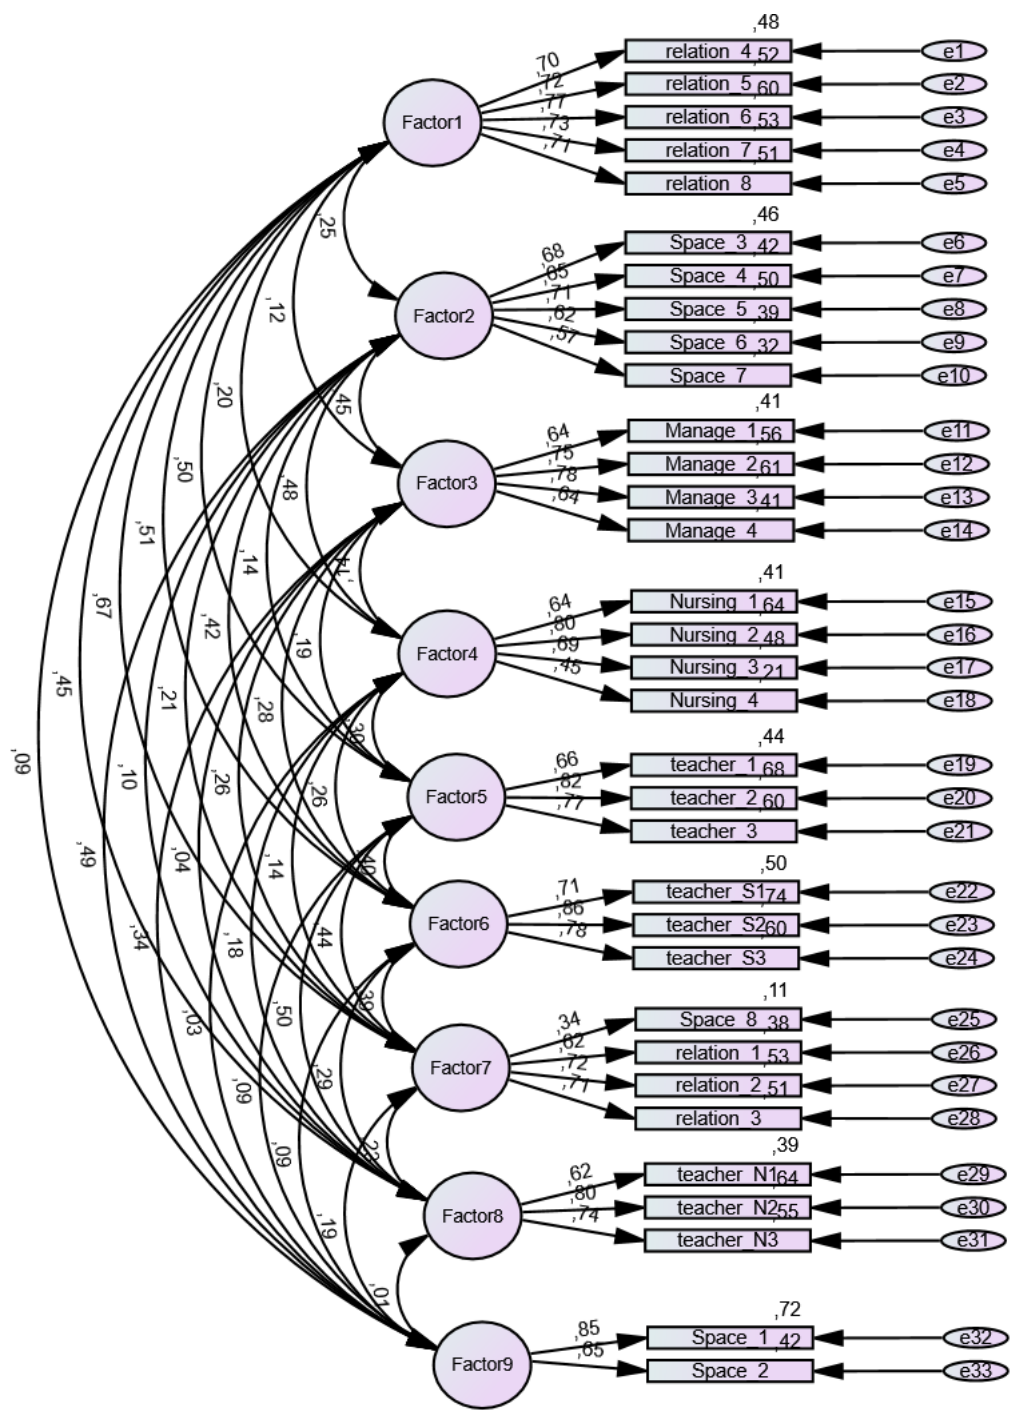 ,48
,70 relation_4 ,52 e1
,72 relation_5 ,60 e2
,77 relation_6 ,53 e3
,73 relation_7 ,51 e4
,71 relation_8 e5
Factor1
,25
,46
,68 Space_3 ,42 e6
,65 Space_4 ,50 e7
,71 Space_5 ,39 e8
,62 Space_6 ,32 e9
,57 Space_7 e10
Factor2
,12
,20
,45
,41
,64 Manage_1 ,56 e11
,75 Manage_2 ,61 e12
,78 Manage_3 ,41 e13
,64 Manage_4 e14
Factor3
,50
,48
,51
,14
,14
,41
,64 Nursing_1 ,64 e15
,80 Nursing_2 ,48 e16
,69 Nursing_3 ,21 e17
,45 Nursing_4 e18
Factor4
,67
,42
,19
,45
,21
,28
,30
,44
,66 teacher_1 ,68 e19
,82 teacher_2 ,60 e20
,77 teacher_3 e21
Factor5
,09
,10
,26
,26
,49
,04
,14
,40
,50
,71 teacher_S1 ,74 e22
,86 teacher_S2 ,60 e23
,78 teacher_S3 e24
Factor6
,34
,18
,44
,39
,11
,34 Space_8 ,38 e25
,62 relation_1 ,53 e26
,72 relation_2 ,51 e27
,71 relation_3 e28
Factor7
,03
,50
,09
,29
,09
,22
,39
,62 teacher_N1 ,64 e29
,80 teacher_N2 ,55 e30
,74 teacher_N3 e31
Factor8
,19
,01
,72
,85 Space_1 ,42 e32
,65 Space_2 e33
Factor9